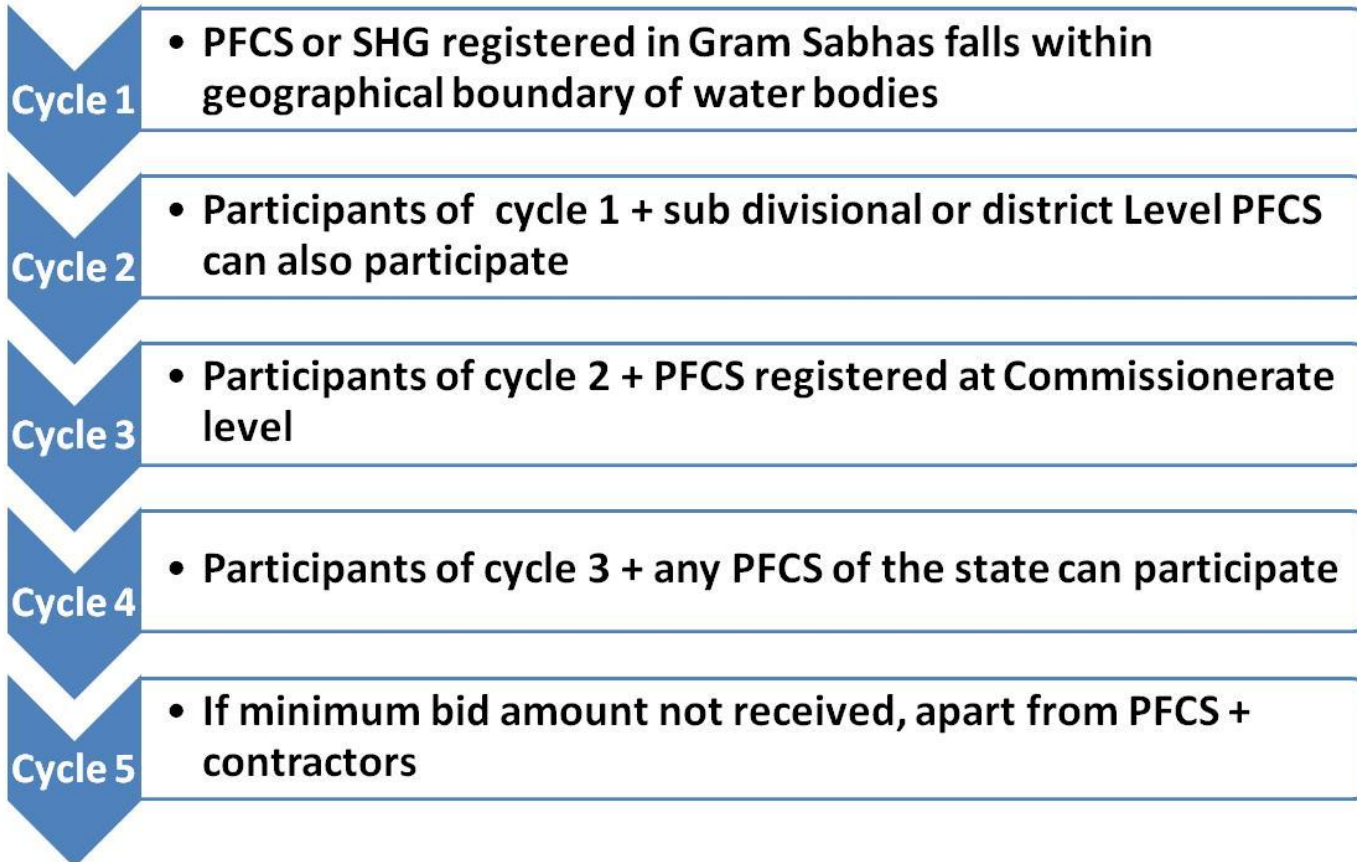 Cycle 1
• PFCS or SHG registered in Gram Sabhas falls within
geographical boundary of water bodies
Cycle 2
• Participants of cycle 1 + sub divisional or district Level PFCS
can also participate
Cycle 3
• Participants of cycle 2 + PFCS registered at Commissionerate
level
Cycle 4
• Participants of cycle 3 + any PFCS of the state can participate
Cycle 5
• If minimum bid amount not received, apart from PFCS +
contractors